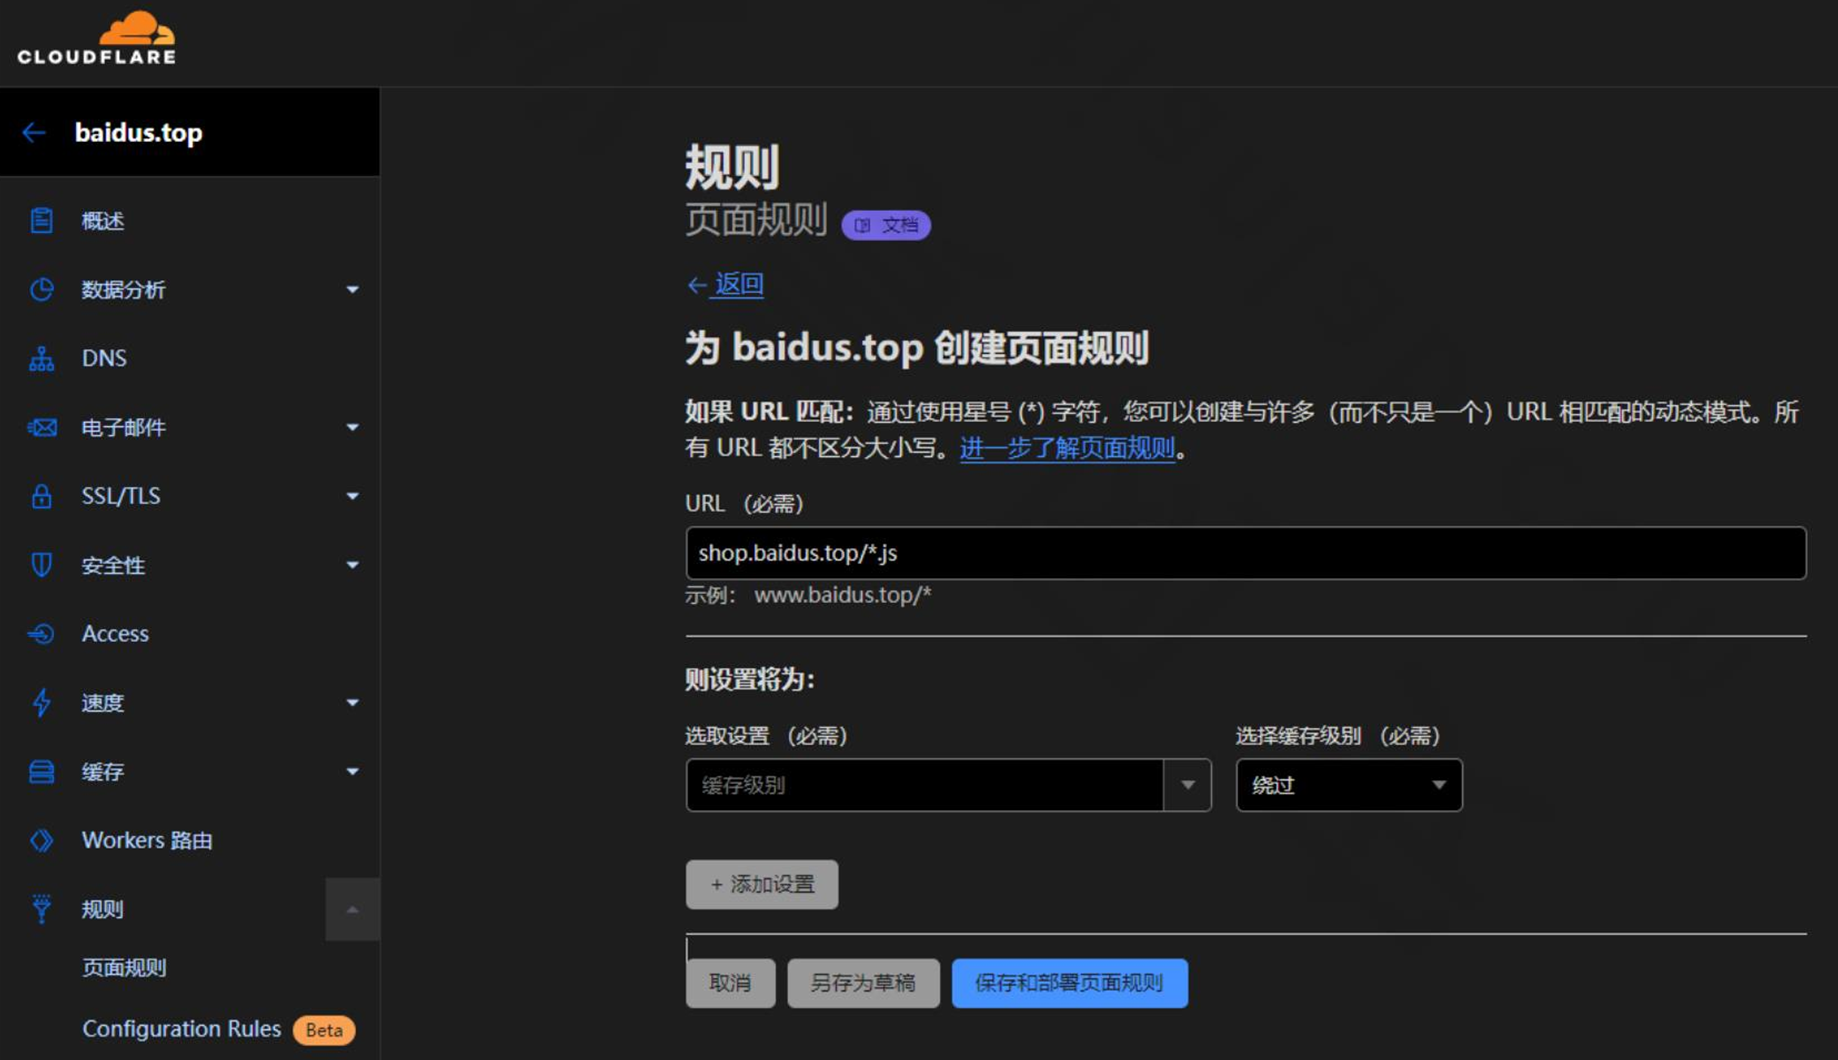 CLOUDFLARE
baidus.top
概述
数据分析
DNS
电子邮件
SSL/TLS
安全性
Access
速度
缓存
Workers 路由
规则
页面规则
Configuration Rules Beta
规则
页面规则 文档
← 返回
为 baidus.top 创建页面规则
如果 URL 匹配：通过使用星号 (*) 字符，您可以创建与许多（而不只是一个）URL 相匹配的动态模式。所
有 URL 都不区分大小写。进一步了解页面规则。
URL （必需）
shop.baidus.top/*.js
示例： www.baidus.top/*
则设置将为：
选取设置 （必需） 选择缓存级别 （必需）
缓存级别 绕过
+ 添加设置
取消 另存为草稿 保存和部署页面规则